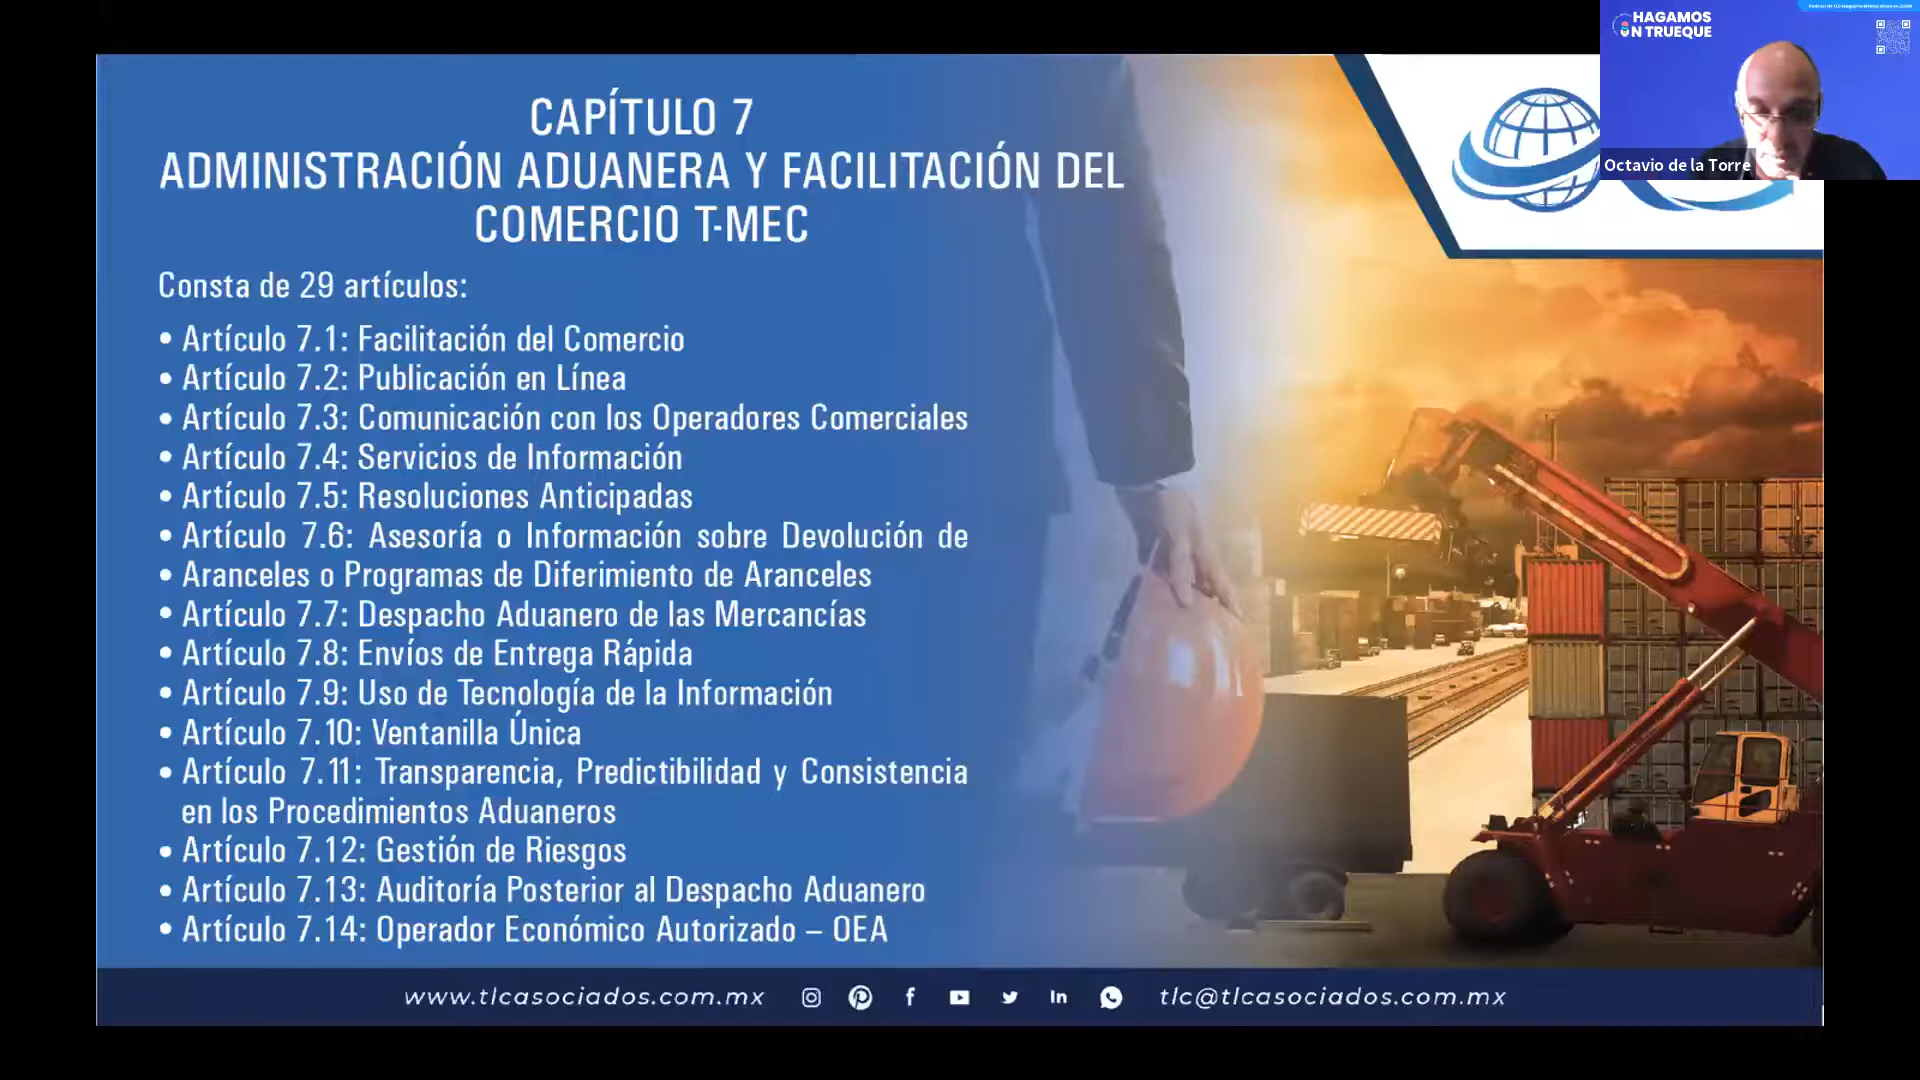 HAGAMOS
UN TRUEQUE
Octavio de la Torre
CAPÍTULO 7
ADMINISTRACIÓN ADUANERA Y FACILITACIÓN DEL
COMERCIO T-MEC
Consta de 29 artículos:
• Artículo 7.1: Facilitación del Comercio
• Artículo 7.2: Publicación en Línea
• Artículo 7.3: Comunicación con los Operadores Comerciales
• Artículo 7.4: Servicios de Información
• Artículo 7.5: Resoluciones Anticipadas
• Artículo 7.6: Asesoría o Información sobre Devolución de
• Aranceles o Programas de Diferimiento de Aranceles
• Artículo 7.7: Despacho Aduanero de las Mercancías
• Artículo 7.8: Envíos de Entrega Rápida
• Artículo 7.9: Uso de Tecnología de la Información
• Artículo 7.10: Ventanilla Única
• Artículo 7.11: Transparencia, Predictibilidad y Consistencia
en los Procedimientos Aduaneros
• Artículo 7.12: Gestión de Riesgos
• Artículo 7.13: Auditoría Posterior al Despacho Aduanero
• Artículo 7.14: Operador Económico Autorizado – OEA
www.tlcasociados.com.mx
tlc@tlcasociados.com.mx